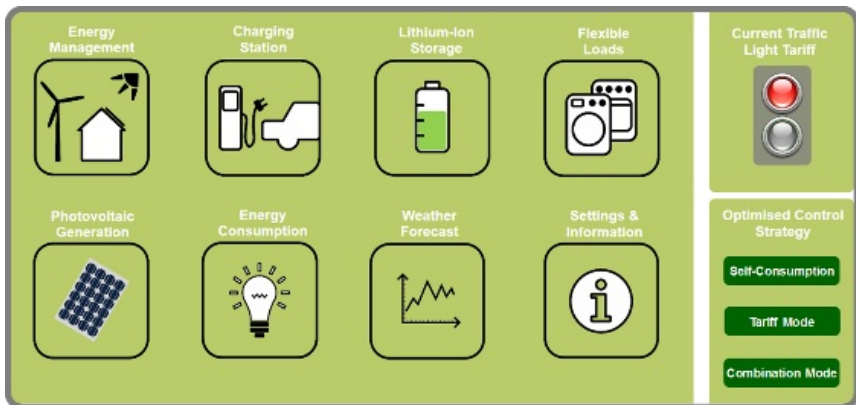 Energy
Management
Charging
Station
Lithium-Ion
Storage
Flexible
Loads
Photovoltaic
Generation
Energy
Consumption
Weather
Forecast
Settings &
Information
Current Traffic
Light Tariff
Optimised Control
Strategy
Self-Consumption
Tariff Mode
Combination Mode